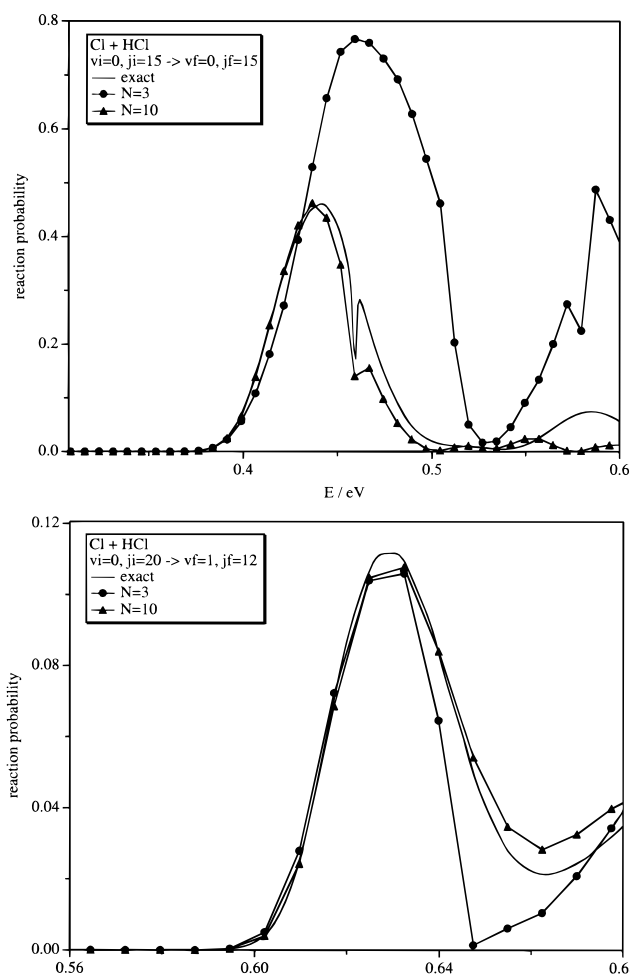 0.8
Cl + HCl
vi=0, ji=15 -> vf=0, jf=15
exact
N=3
N=10
0.6
reaction probability
0.4
0.2
0.0
0.4
0.5
0.6
E / eV
0.12
Cl + HCl
vi=0, ji=20 -> vf=1, jf=12
exact
N=3
N=10
0.08
reaction probability
0.04
0.00
0.56
0.60
0.64
0.6